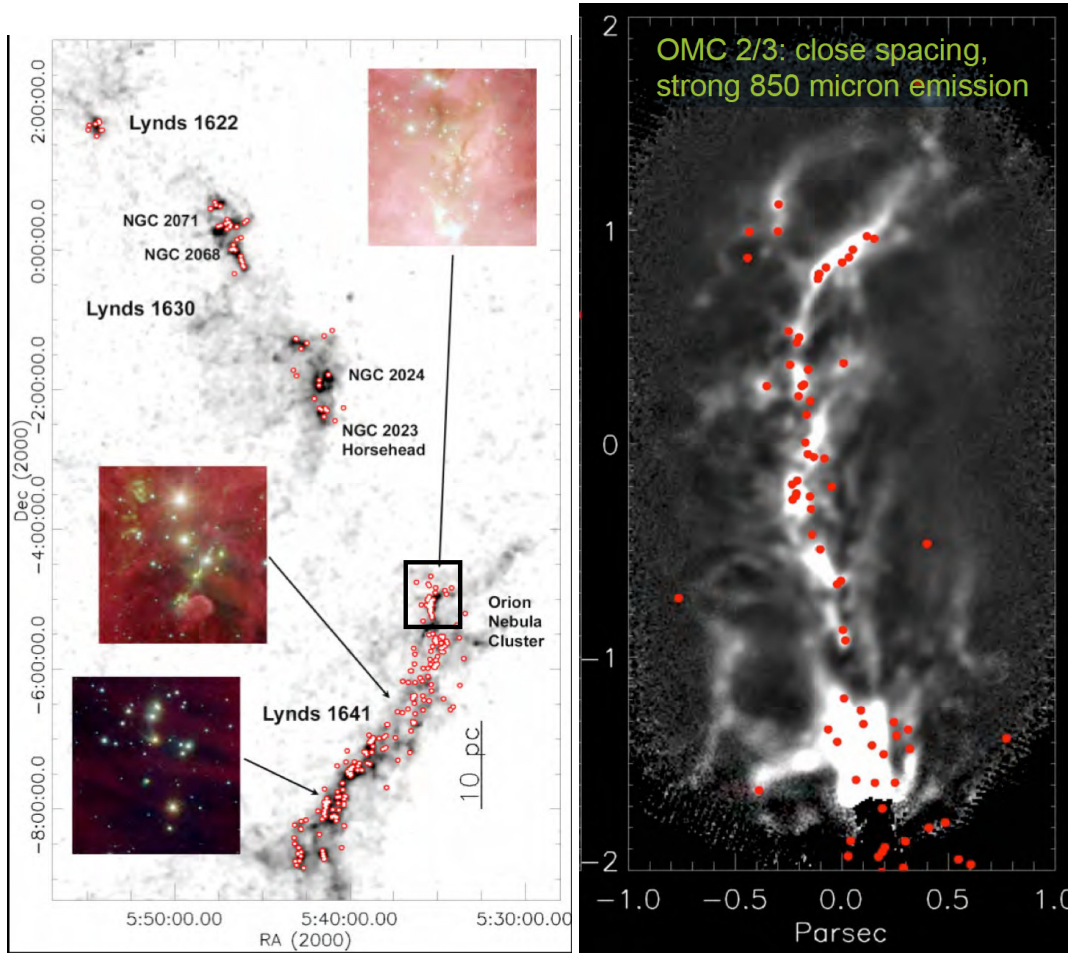 2:00:00.0
0:00:00.0
-2:00:00.0
-4:00:00.0
-6:00:00.0
-8:00:00.0
Dec (2000)
5:50:00.00
5:40:00.00
5:30:00.00
RA (2000)
Lynds 1622
NGC 2071
NGC 2068
Lynds 1630
NGC 2024
NGC 2023
Horsehead
Orion
Nebula
Cluster
Lynds 1641
10 pc
OMC 2/3: close spacing,
strong 850 micron emission
2
1
0
-1
-2
-1.0
-0.5
0.0
0.5
1.0
Parsec